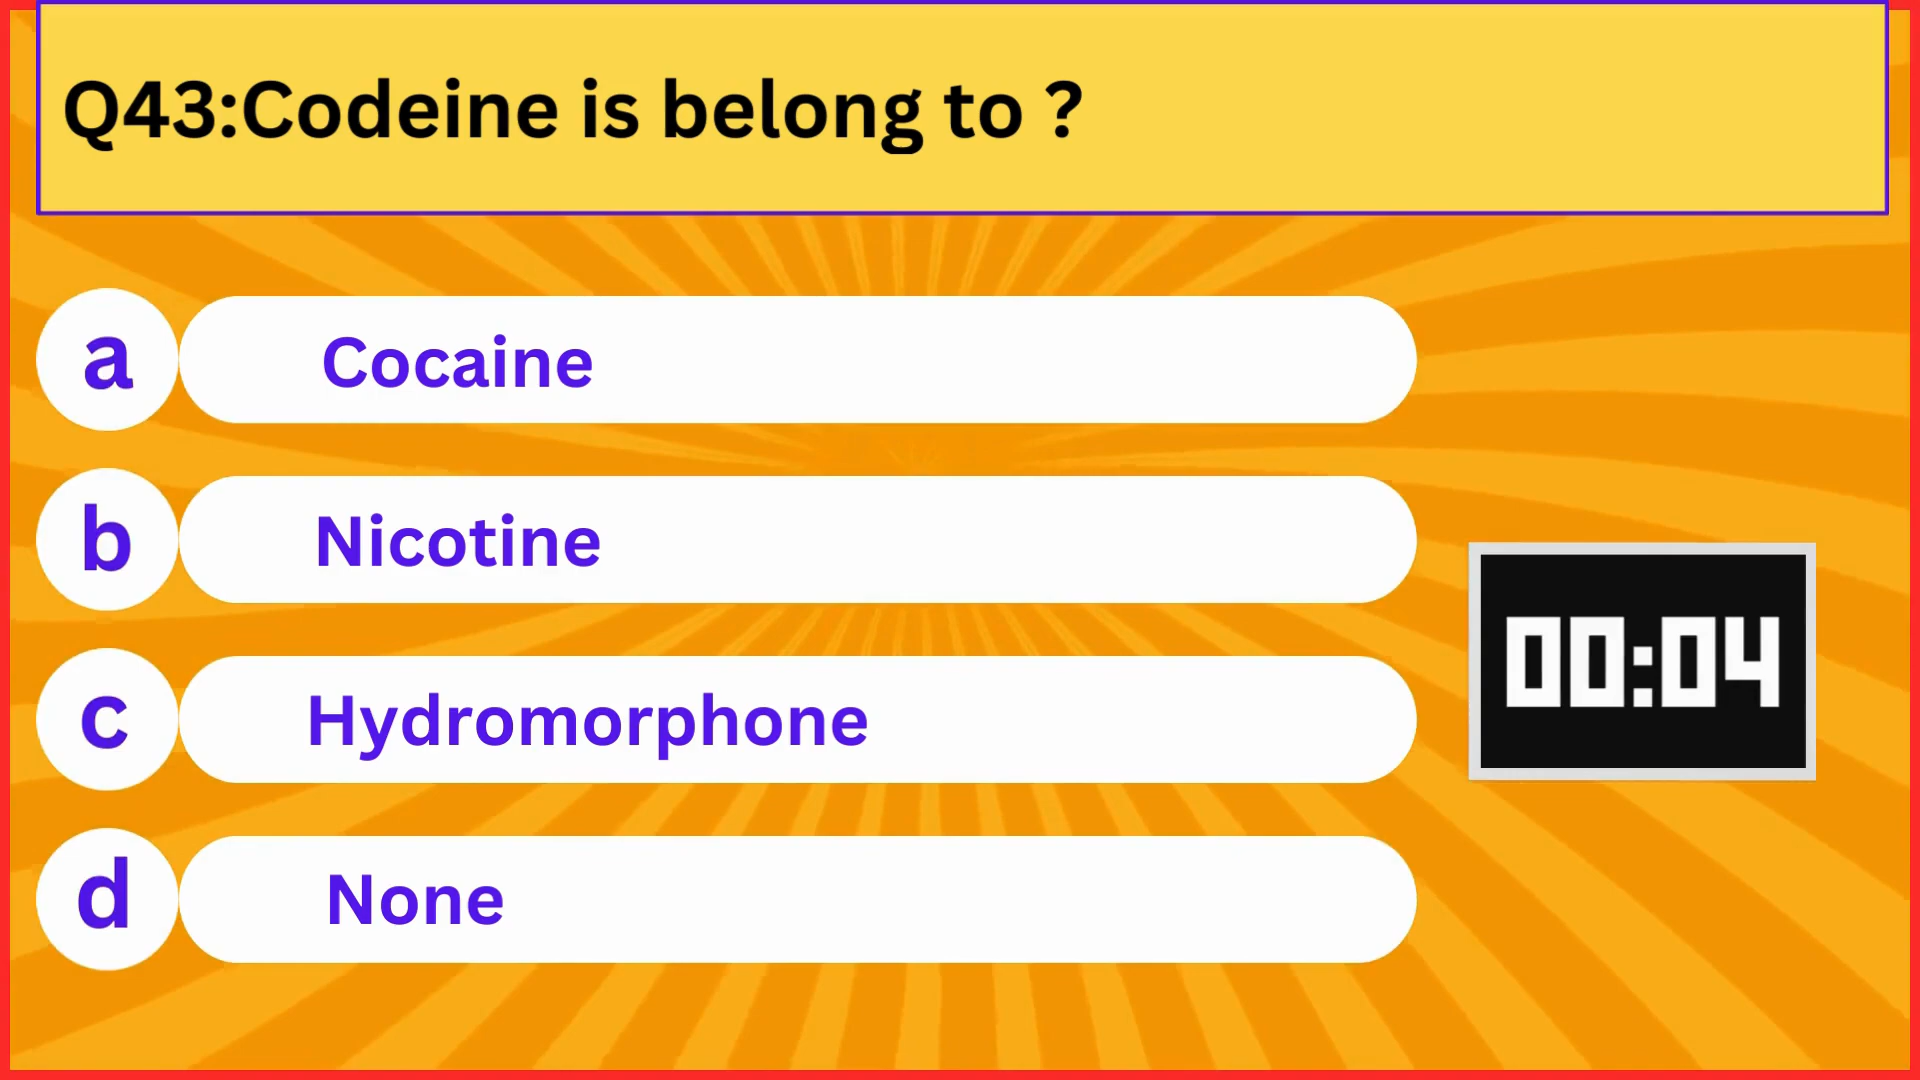 Q43:Codeine is belong to ?
a Cocaine
b Nicotine
c Hydromorphone
d None
00:04